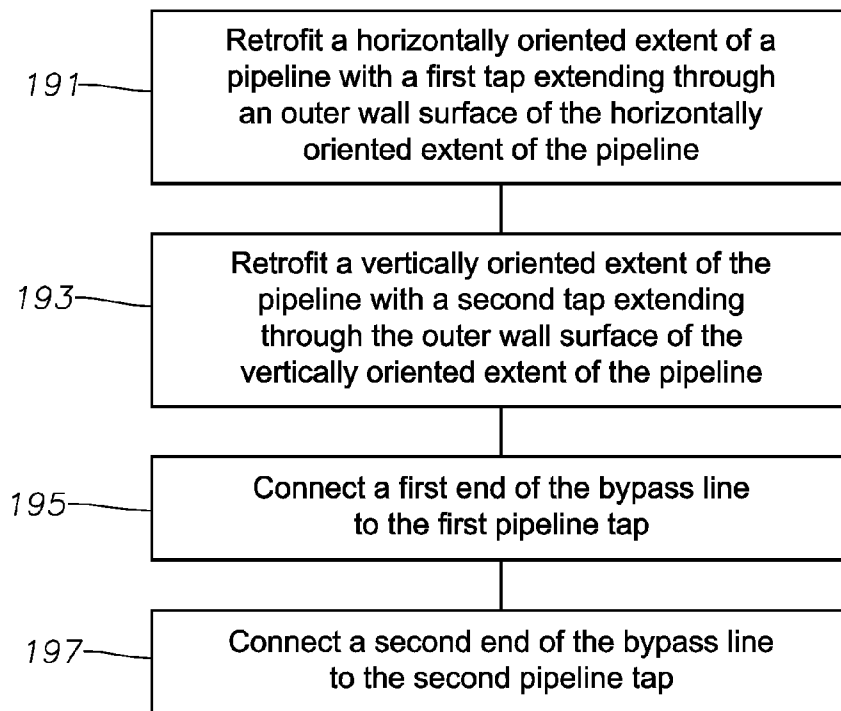 191
Retrofit a horizontally oriented extent of a
pipeline with a first tap extending through
an outer wall surface of the horizontally
oriented extent of the pipeline
193
Retrofit a vertically oriented extent of the
pipeline with a second tap extending
through the outer wall surface of the
vertically oriented extent of the pipeline
195
Connect a first end of the bypass line
to the first pipeline tap
197
Connect a second end of the bypass line
to the second pipeline tap